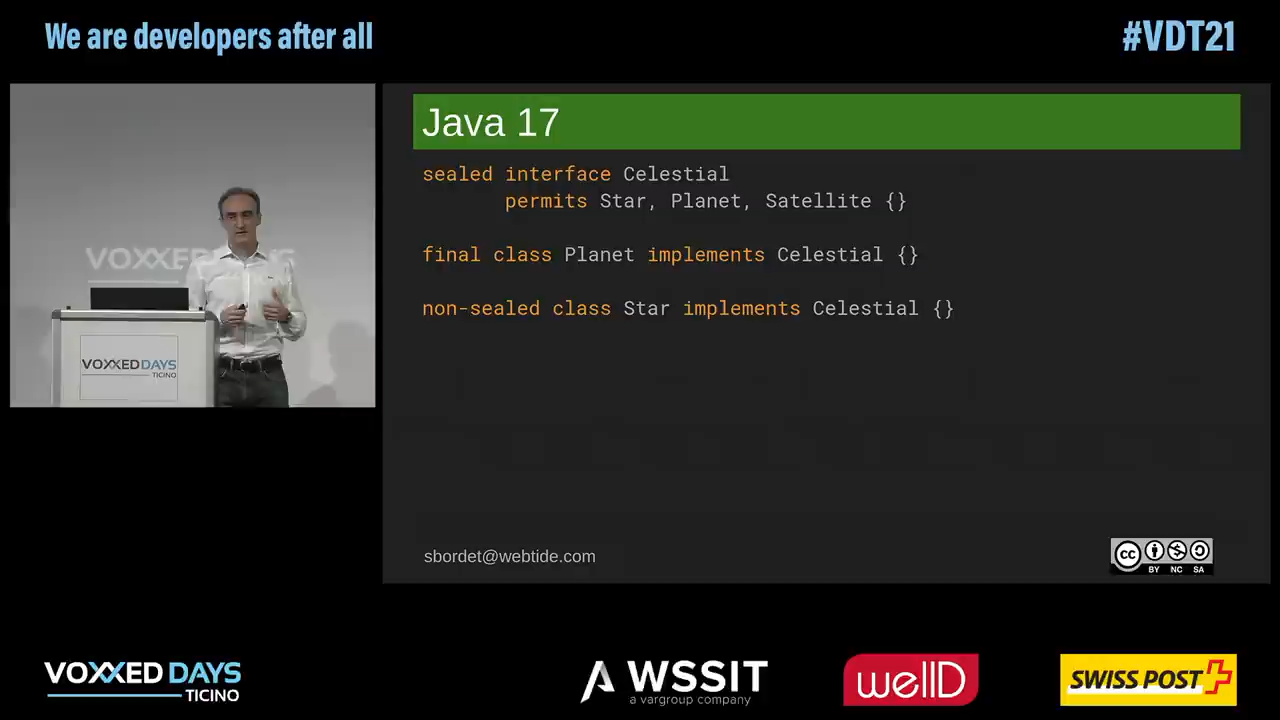 We are developers after all
#VDT21
VOXXED
VOXXED DAYS
TICINO
Java 17
sealed interface Celestial
permits Star, Planet, Satellite {}
final class Planet implements Celestial {}
non-sealed class Star implements Celestial {}
sbordet@webtide.com
cc
BY NC SA
VOXXED DAYS
TICINO
WSSIT
a vargroup company
wellD
SWISS POST